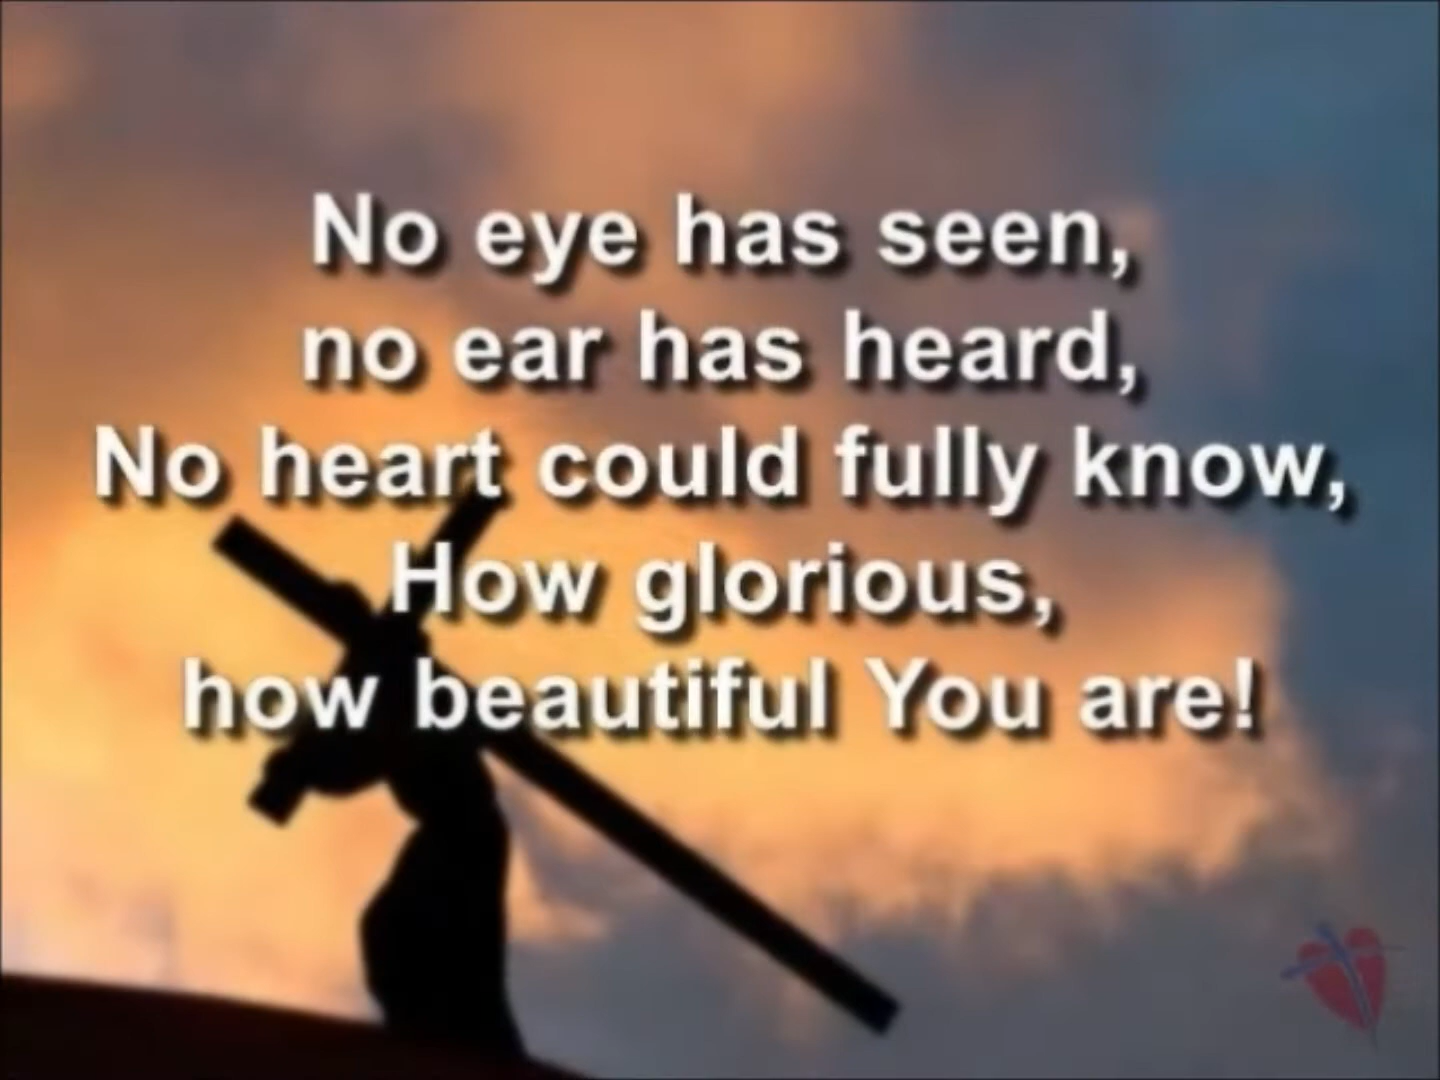 No eye has seen,
no ear has heard,
No heart could fully know,
How glorious,
how beautiful You are!